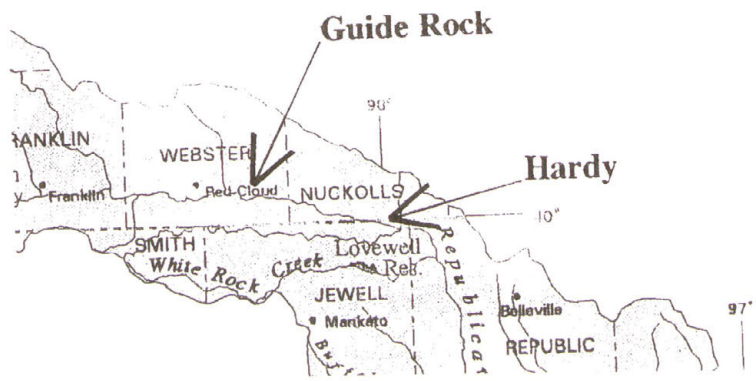 Guide Rock
98°
RANKLIN
WEBSTER
Hardy
Franklin
Red Cloud
NUCKOLLS
40°
SMITH
White Rock Creek
Lovewell
Res.
Republican
JEWELL
Mankato
Belleville
97°
REPUBLIC